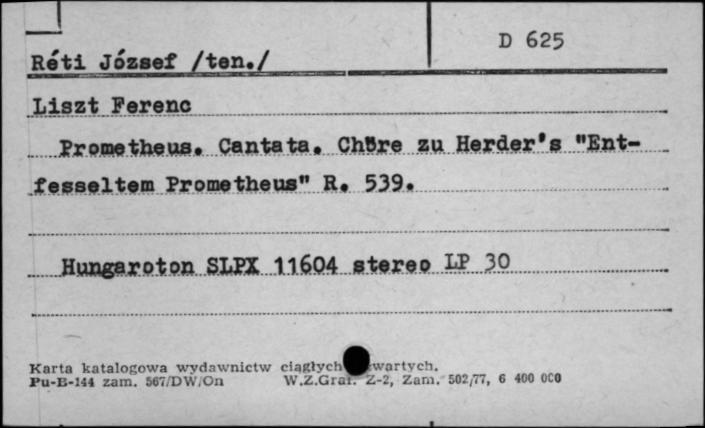 D 625
Réti József /ten./
Liszt Ferenc
Prometheus. Cantata. Chöre zu Herder's "Ent-
fesseltem Prometheus" R. 539.
Hungaroton SLPX 11604 stereo LP 30
Karta katalogowa wydawnictw ciągłych wartych.
Pu-B-144 zam. 567/DW/On W.Z.Graf. Z-2, Zam. 502/77, 6 400 000